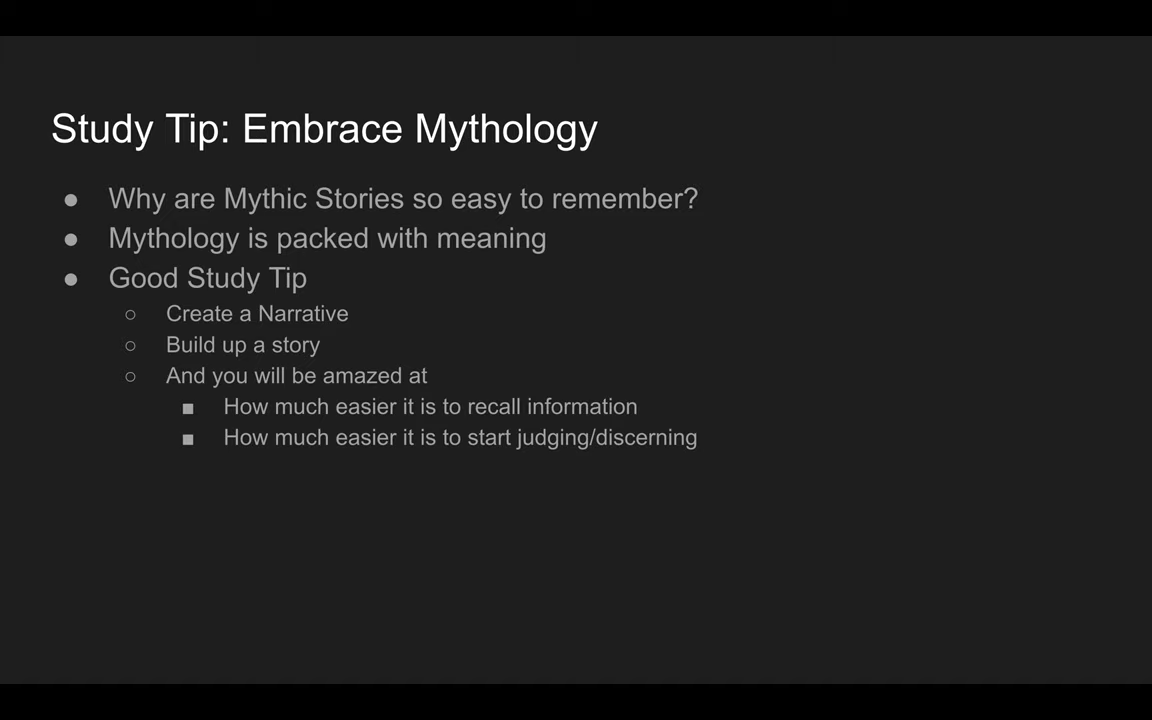 Study Tip: Embrace Mythology
● Why are Mythic Stories so easy to remember?
● Mythology is packed with meaning
● Good Study Tip
○ Create a Narrative
○ Build up a story
○ And you will be amazed at
■ How much easier it is to recall information
■ How much easier it is to start judging/discerning